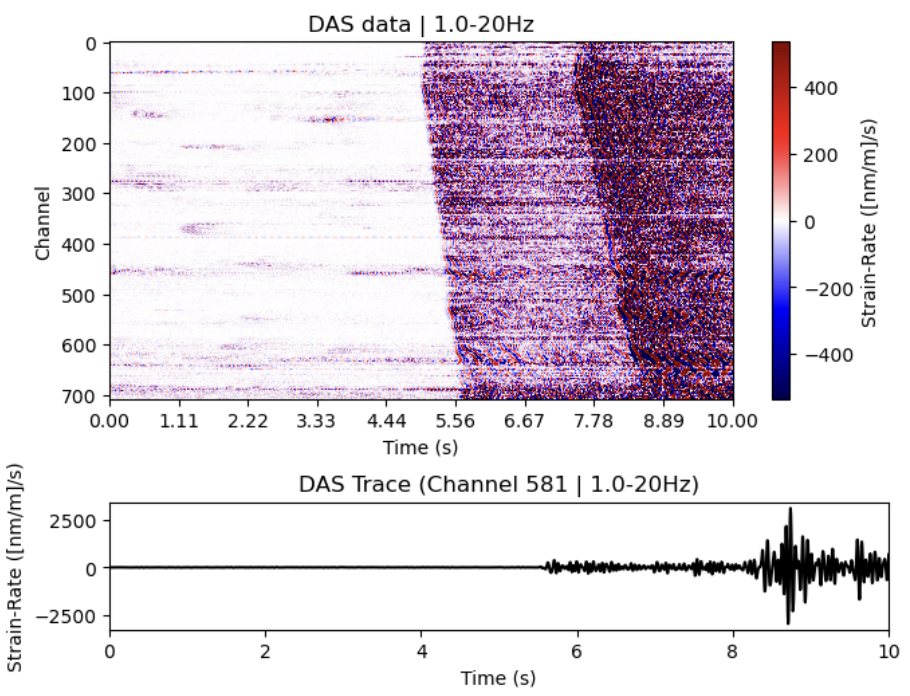 DAS data | 1.0-20Hz
0
100
200
300
400
500
600
700
Channel
0.00 1.11 2.22 3.33 4.44 5.56 6.67 7.78 8.89 10.00
Time (s)
400
200
0
−200
−400
Strain-Rate ([nm/m]/s)
DAS Trace (Channel 581 | 1.0-20Hz)
2500
0
−2500
Strain-Rate ([nm/m]/s)
0 2 4 6 8 10
Time (s)